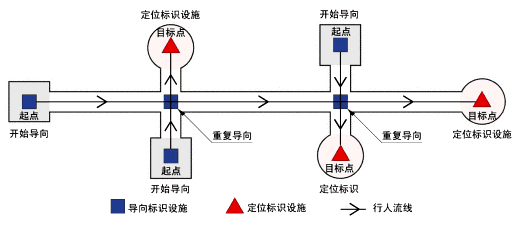 定位标识设施
目标点
开始导向
起点
起点
开始导向
重复导向
起点
开始导向
目标点
定位标识
重复导向
目标点
定位标识设施
导向标识设施
定位标识设施
行人流线